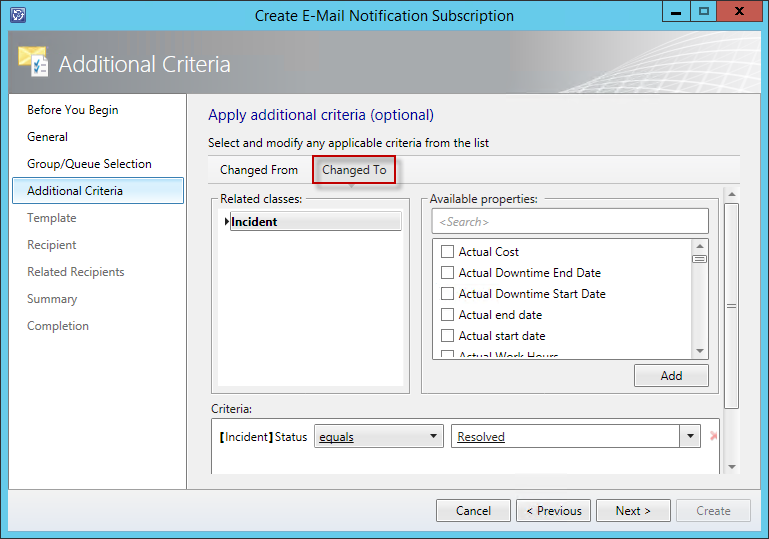 Create E-Mail Notification Subscription
Additional Criteria
Before You Begin
General
Group/Queue Selection
Additional Criteria
Template
Recipient
Related Recipients
Summary
Completion
Apply additional criteria (optional)
Select and modify any applicable criteria from the list
Changed From Changed To
Related classes:
Incident
Available properties:
<Search>
Actual Cost
Actual Downtime End Date
Actual Downtime Start Date
Actual end date
Actual start date
Actual Work Hours
Add
Criteria:
[Incident]Status equals Resolved
Cancel < Previous Next > Create